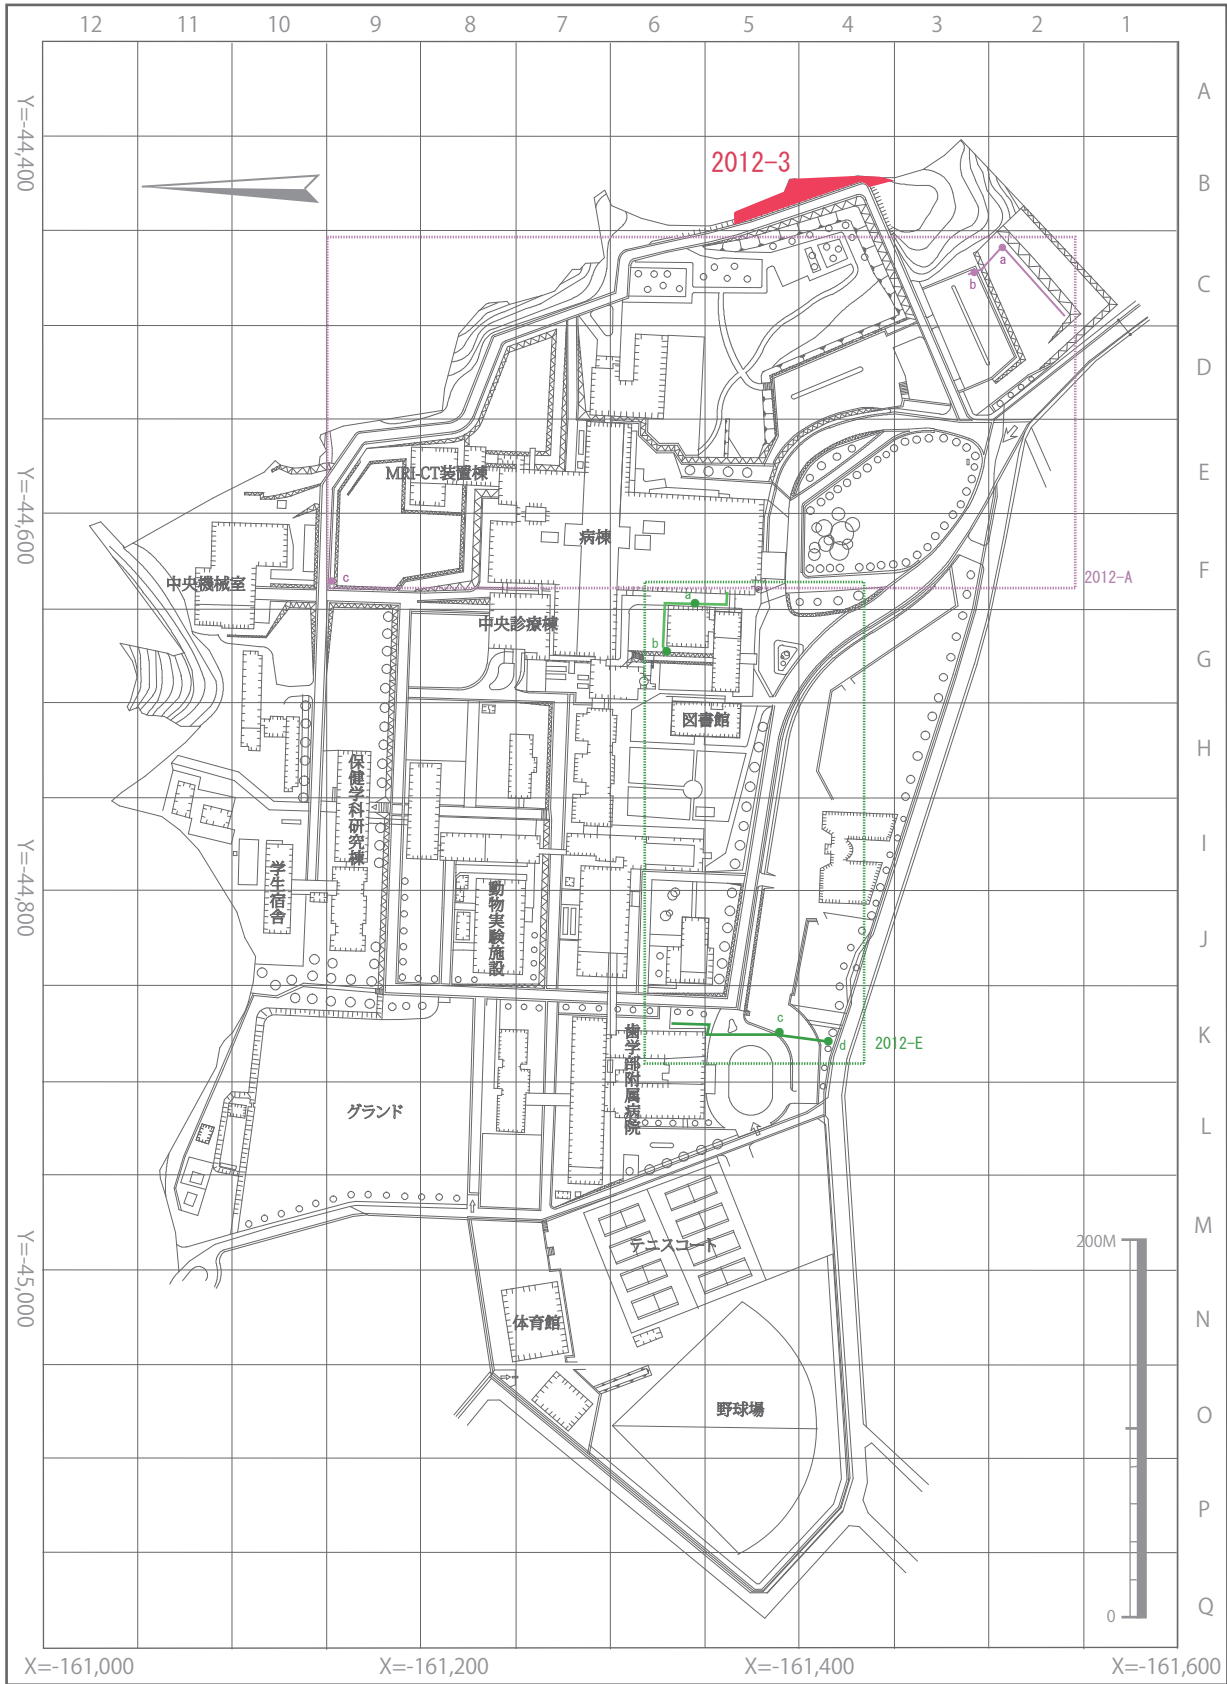 12 11 10 9 8 7 6 5 4 3 2 1
A
Y=-44,400
2012-3
B
a
b
C
D
MRI-CT装置棟
E
Y=-44,600
病棟
中央機械室
c
F
2012-A
a
中央診療棟
b
G
図書館
H
保健学科研究棟
I
Y=-44,800
学生宿舎
動物実験施設
J
c
d
K
2012-E
歯学部附属病院
グランド
L
テニスコート
M
200M
Y=-45,000
体育館
N
野球場
O
P
0
Q
X=-161,000 X=-161,200 X=-161,400 X=-161,600